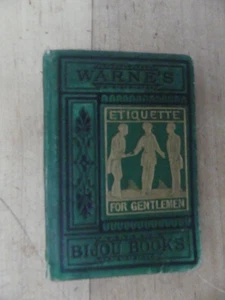 WARNE'S
ETIQUETTE
FOR GENTLEMEN
BIJOU BOOKS